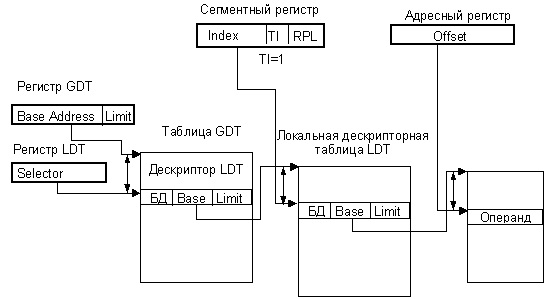 Сегментный регистр
Адресный регистр
Index TI RPL
Offset
TI=1
Регистр GDT
Base Address Limit
Регистр LDT
Selector
Таблица GDT
Локальная дескрипторная
таблица LDT
Дескриптор LDT
БД Base Limit
БД Base Limit
Операнд